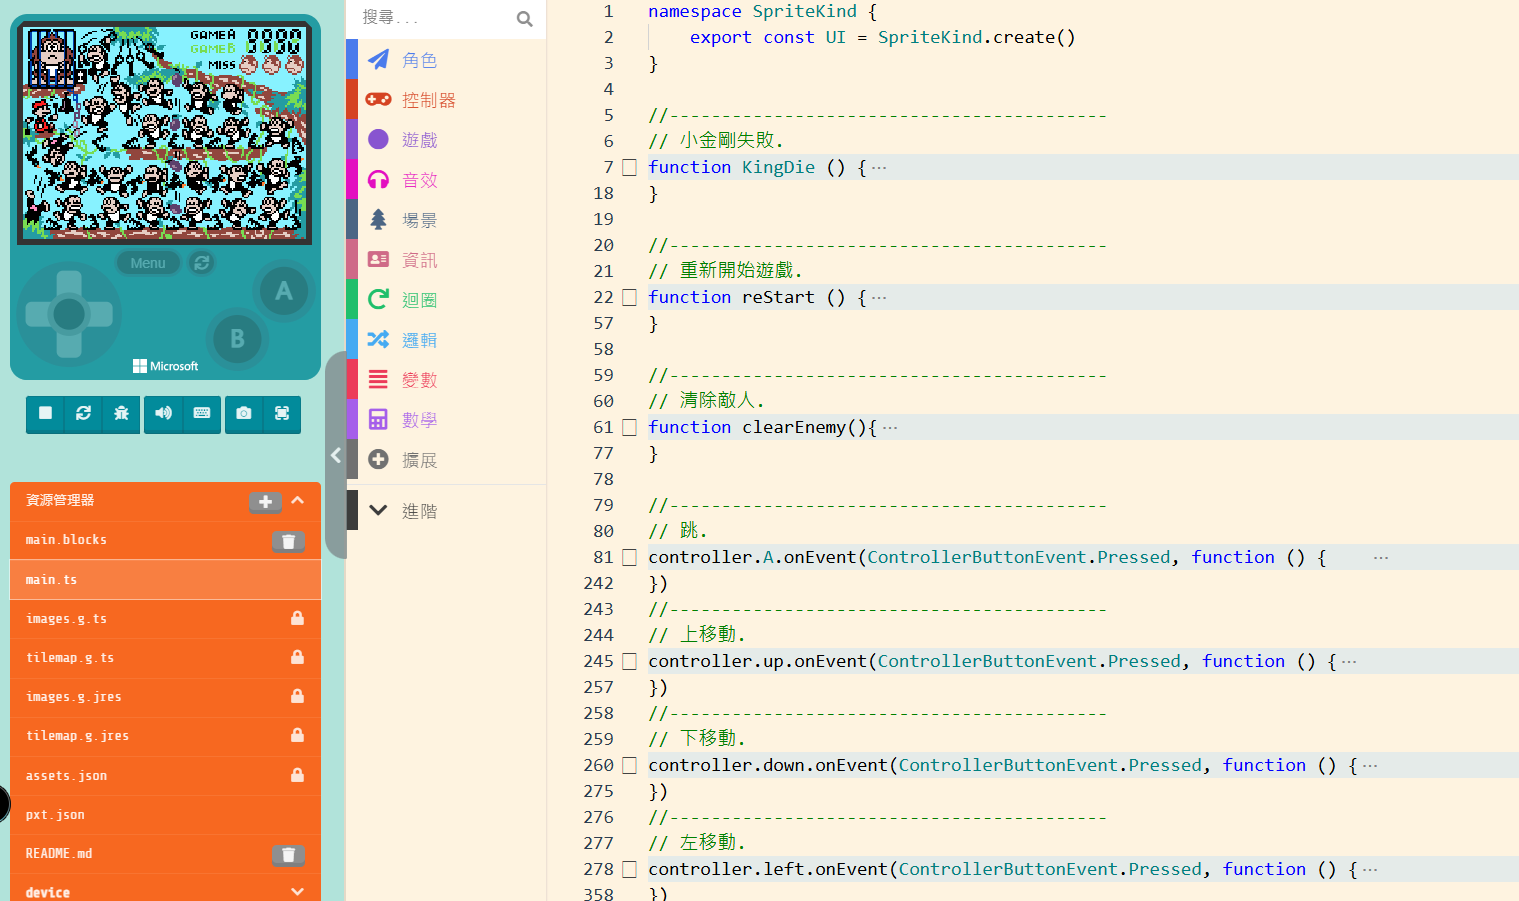 GAME A 0000
GAME B 0000
MISS
Menu
A
B
Microsoft
資源管理器
main.blocks
main.ts
images.g.ts
tilemap.g.ts
images.g.jres
tilemap.g.jres
assets.json
pxt.json
README.md
device
搜尋...
角色
控制器
遊戲
音效
場景
資訊
迴圈
邏輯
變數
數學
擴展
進階
1 namespace SpriteKind {
2 export const UI = SpriteKind.create()
3 }
4
5 //------------------------------------------
6 // 小金剛失敗.
7 function KingDie () { ···
18 }
19
20 //------------------------------------------
21 // 重新開始遊戲.
22 function reStart () { ···
57 }
58
59 //------------------------------------------
60 // 清除敵人.
61 function clearEnemy(){ ···
77 }
78
79 //------------------------------------------
80 // 跳.
81 controller.A.onEvent(ControllerButtonEvent.Pressed, function () { ···
242 })
243 //------------------------------------------
244 // 上移動.
245 controller.up.onEvent(ControllerButtonEvent.Pressed, function () { ···
257 })
258 //------------------------------------------
259 // 下移動.
260 controller.down.onEvent(ControllerButtonEvent.Pressed, function () { ···
275 })
276 //------------------------------------------
277 // 左移動.
278 controller.left.onEvent(ControllerButtonEvent.Pressed, function () { ···
358 })